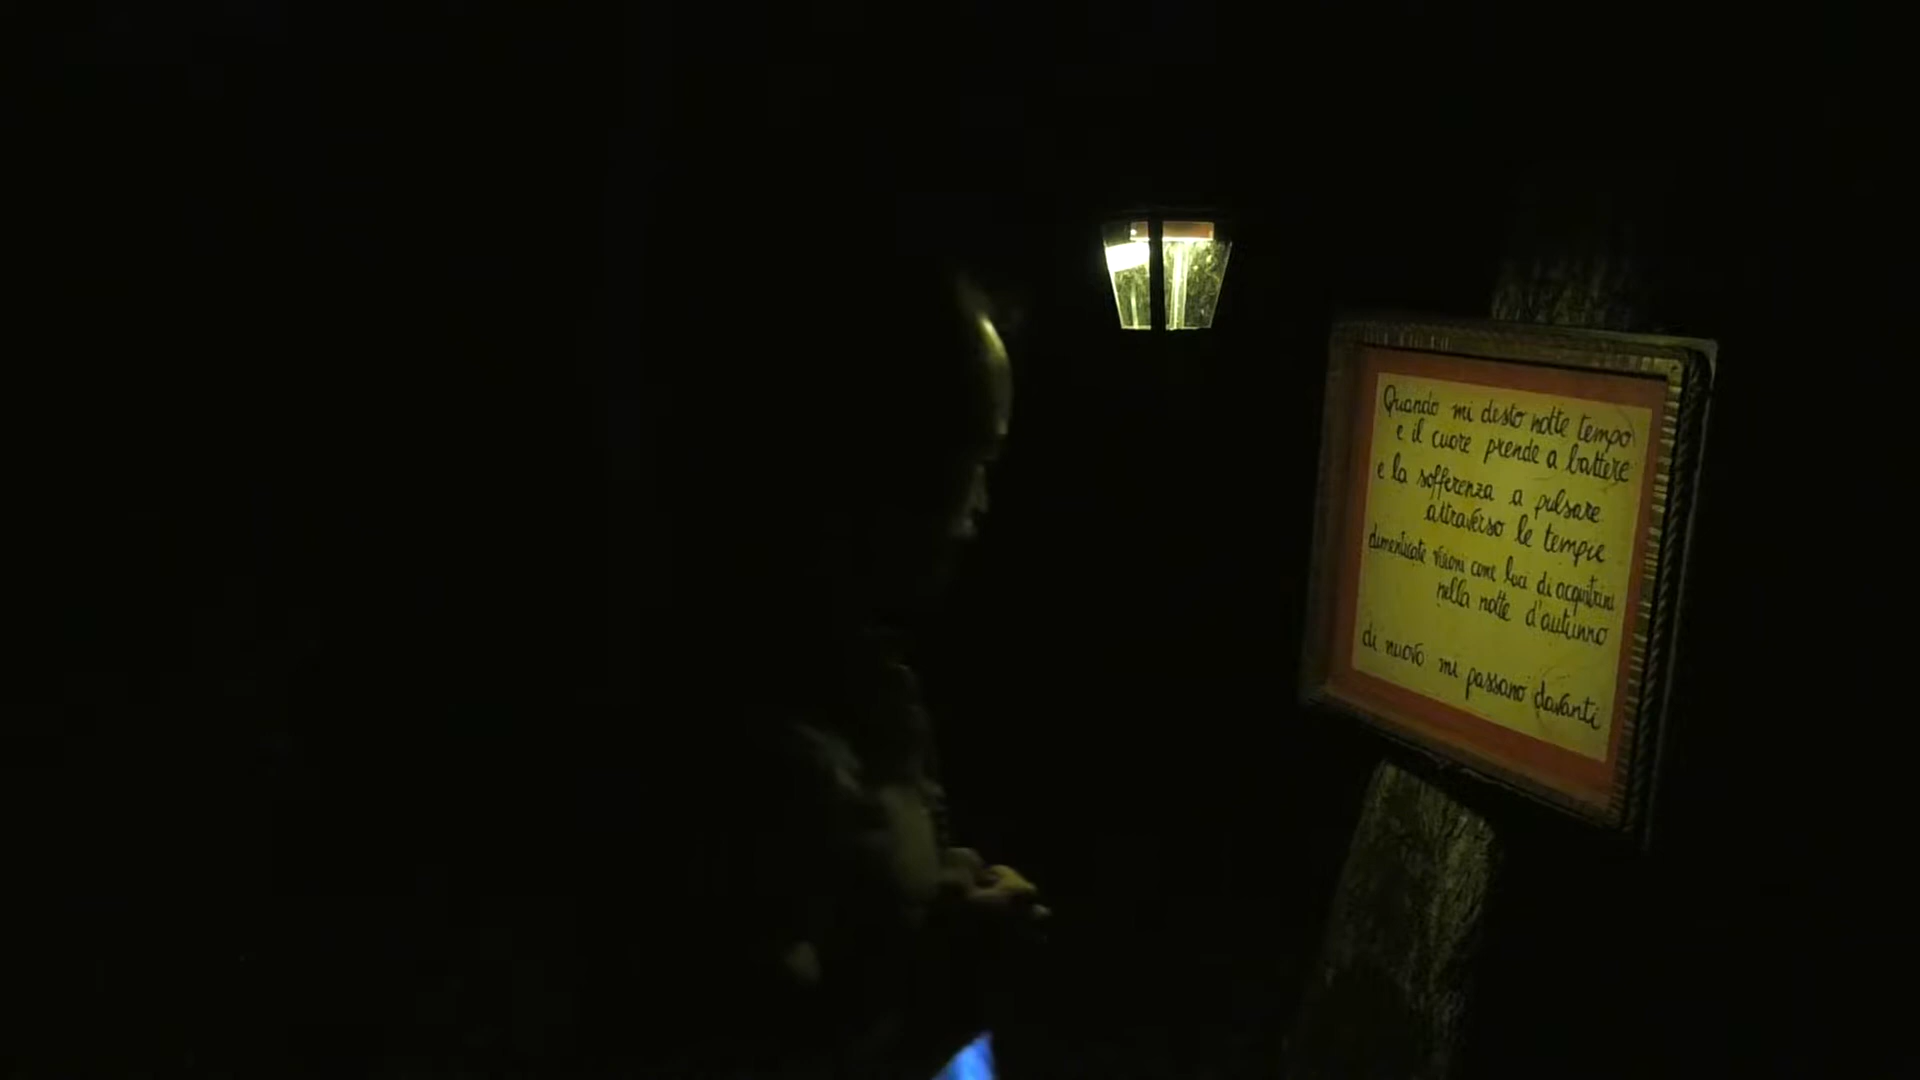 Quando mi desto notte tempo
e il cuore prende a battere
e la sofferenza a pulsare
attraverso le tempie
dimenticate visioni come luci di acquitrini
nella notte d'autunno
di nuovo mi passano davanti